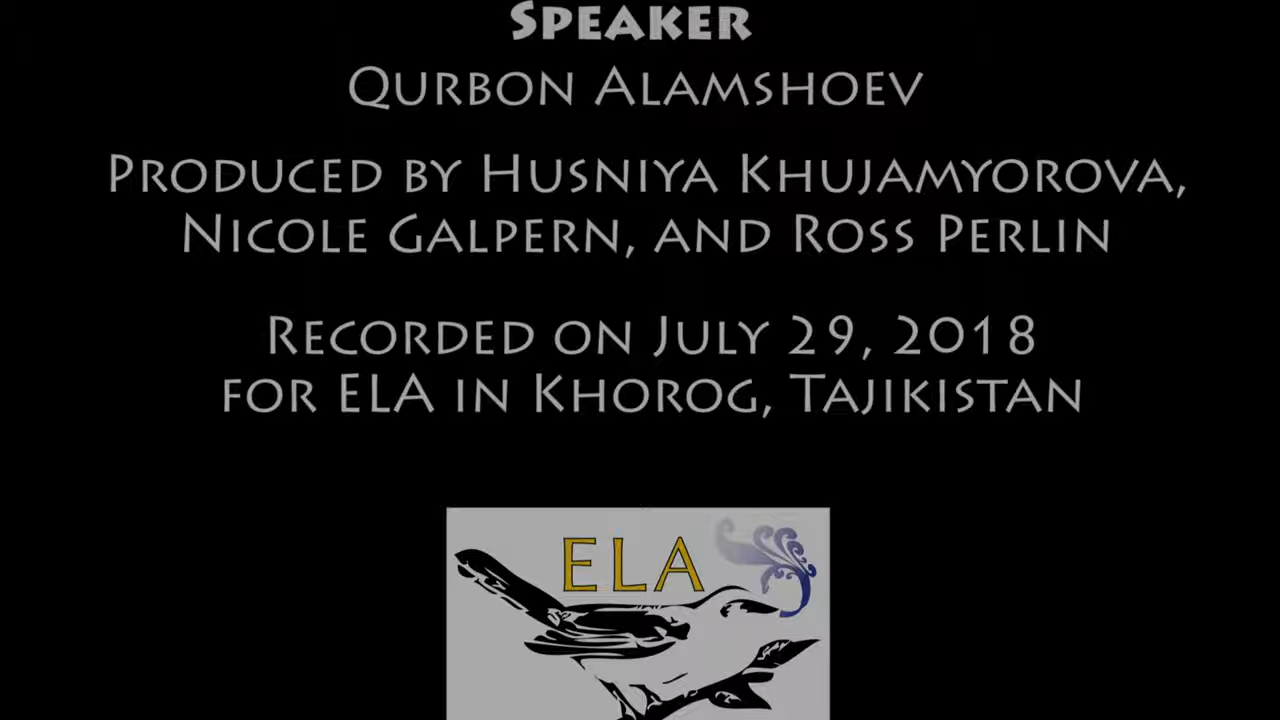 SPEAKER
QURBON ALAMSHOEV
PRODUCED BY HUSNIYA KHUJAMYOROVA,
NICOLE GALPERN, AND ROSS PERLIN
RECORDED ON JULY 29, 2018
FOR ELA IN KHOROG, TAJIKISTAN
ELA